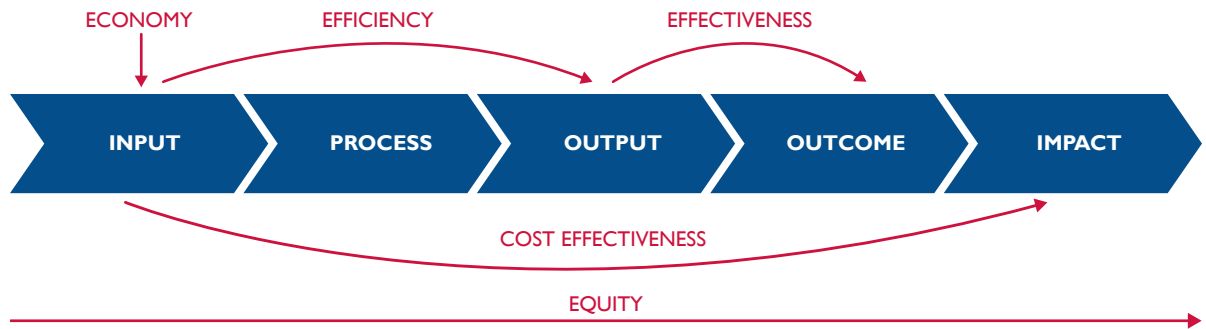 ECONOMY
EFFICIENCY
EFFECTIVENESS
INPUT
PROCESS
OUTPUT
OUTCOME
IMPACT
COST EFFECTIVENESS
EQUITY